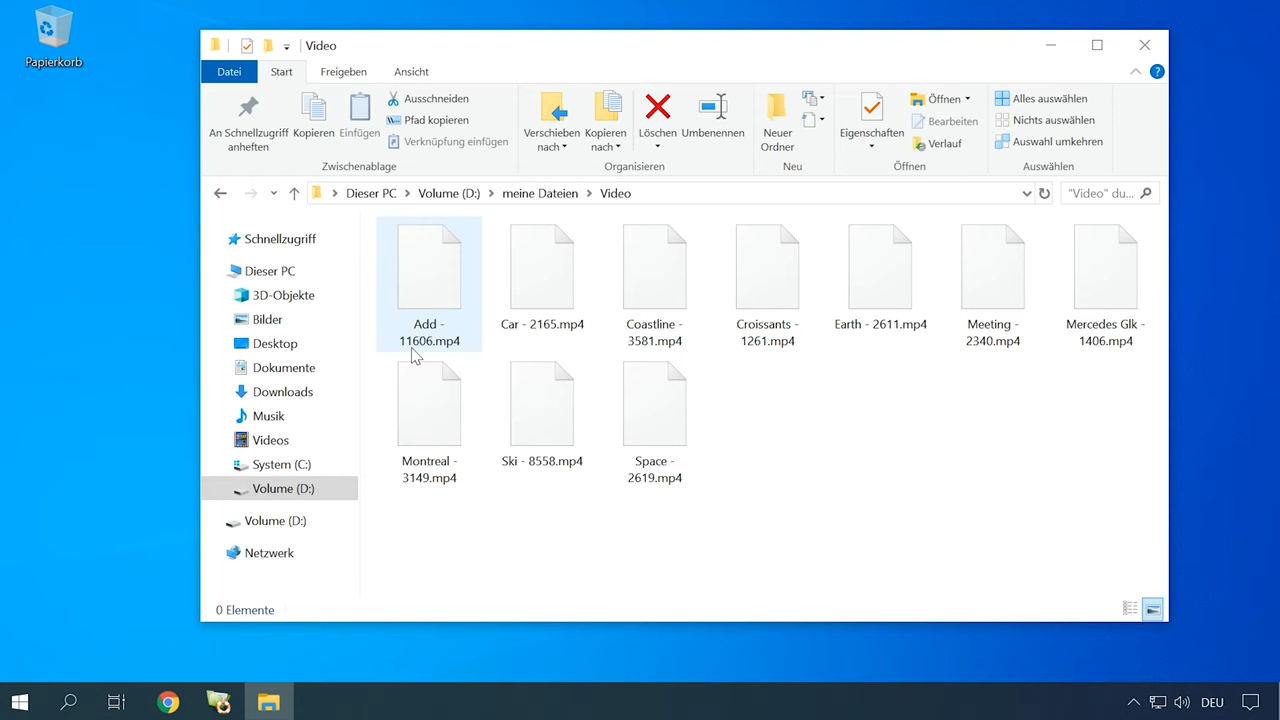 Papierkorb
Video
Datei
Start
Freigeben
Ansicht
An Schnellzugriff
anheften
Kopieren
Einfügen
Ausschneiden
Pfad kopieren
Verknüpfung einfügen
Zwischenablage
Verschieben
nach
Kopieren
nach
Löschen
Umbenennen
Organisieren
Neuer
Ordner
Neu
Eigenschaften
Öffnen
Bearbeiten
Verlauf
Öffnen
Alles auswählen
Nichts auswählen
Auswahl umkehren
Auswählen
Dieser PC
Volume (D:)
meine Dateien
Video
"Video" du...
Schnellzugriff
Dieser PC
3D-Objekte
Bilder
Desktop
Dokumente
Downloads
Musik
Videos
System (C:)
Volume (D:)
Volume (D:)
Netzwerk
Add -
11606.mp4
Car - 2165.mp4
Coastline -
3581.mp4
Croissants -
1261.mp4
Earth - 2611.mp4
Meeting -
2340.mp4
Mercedes Glk -
1406.mp4
Montreal -
3149.mp4
Ski - 8558.mp4
Space -
2619.mp4
0 Elemente
DEU